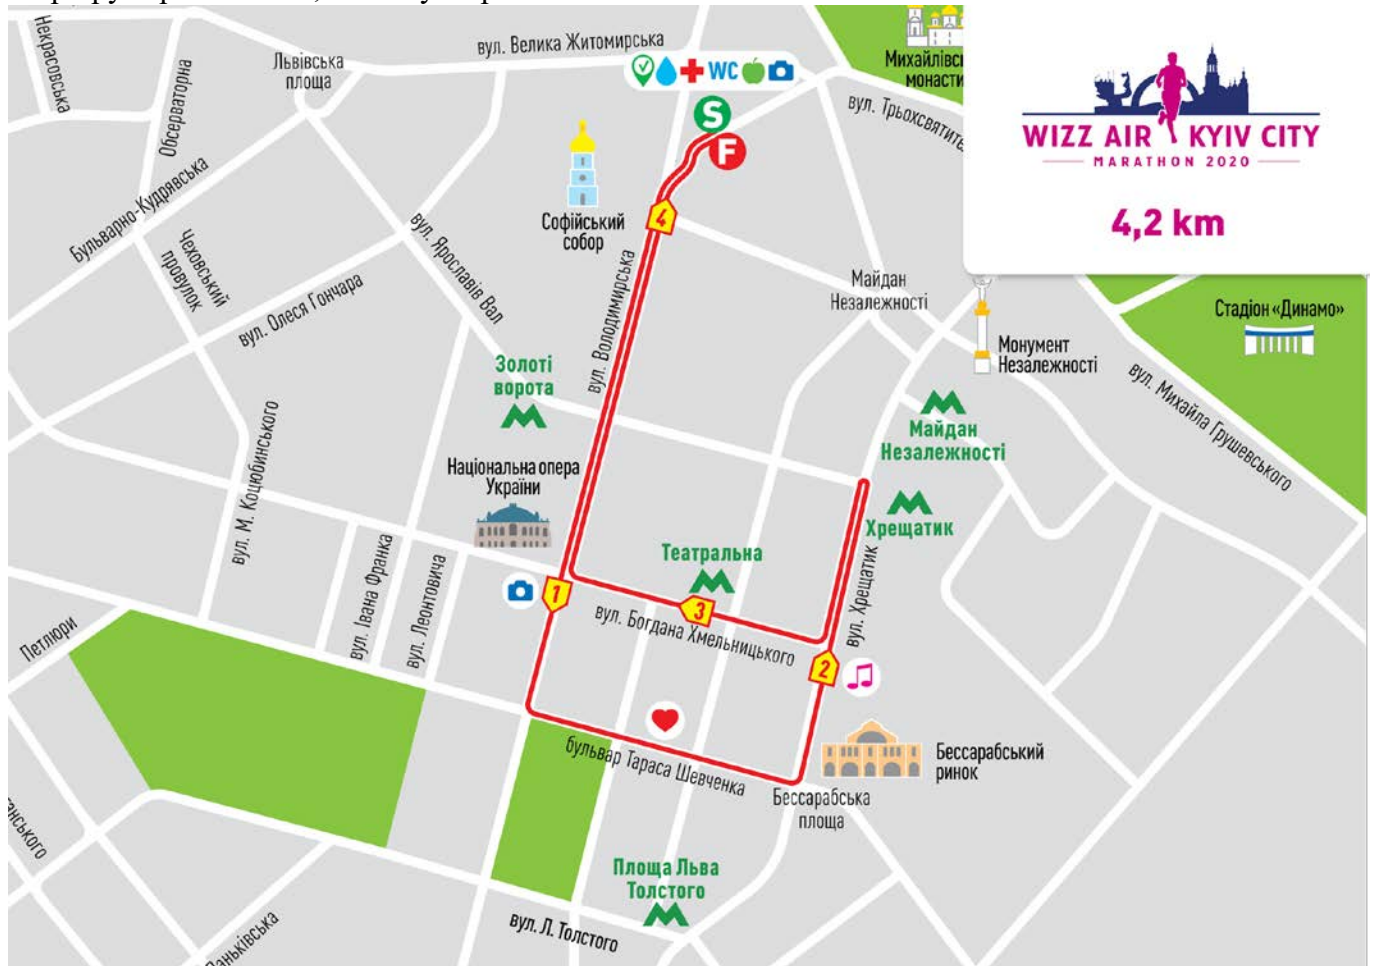 Некрасовська
Обсерваторна
Львівська
площа
вул. Велика Житомирська
WC
S
F
Михайлівс
монасти
вул. Трьохсвятите
WIZZ AIR KYIV CITY
MARATHON 2020
4,2 km
Бульварно-Кудрявська
Чеховський
провулок
вул. Олеся Гончара
вул. Ярославів Вал
Софійський
собор
4
вул. Володимирська
Майдан
Незалежності
Монумент
Незалежності
Стадіон «Динамо»
вул. Михайла Грушевського
Золоті
ворота
Майдан
Незалежності
Хрещатик
вул. Хрещатик
Національна опера
України
вул. М. Коцюбинського
вул. Івана Франка
вул. Леонтовича
1
Театральна
3
вул. Богдана Хмельницького
2
Петлюри
бульвар Тараса Шевченка
Бессарабський
ринок
Бессарабська
площа
Площа Льва
Толстого
вул. Л. Толстого
анського
аньківська